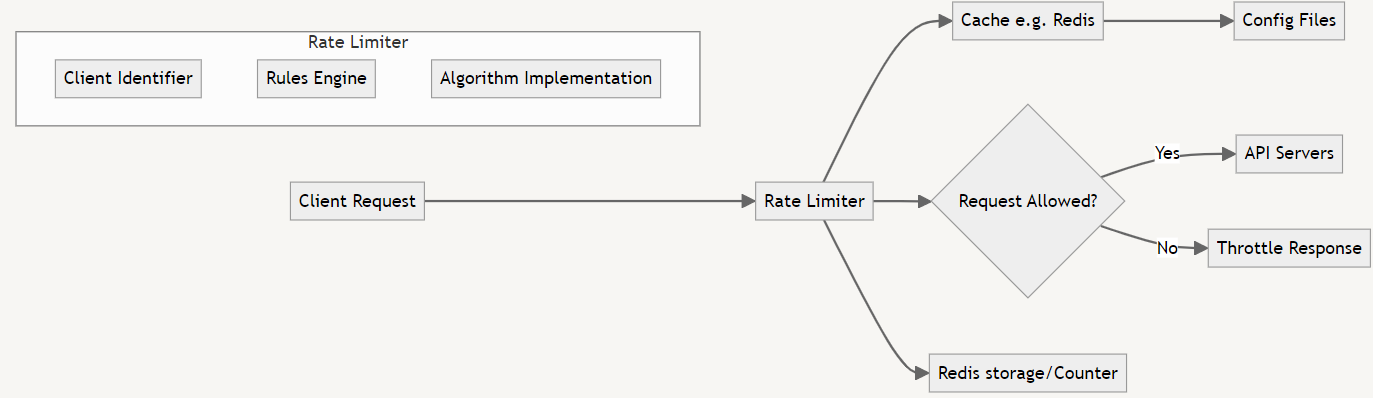 Rate Limiter
Client Identifier
Rules Engine
Algorithm Implementation
Client Request
Rate Limiter
Cache e.g. Redis
Config Files
Request Allowed?
Yes
API Servers
No
Throttle Response
Redis storage/Counter